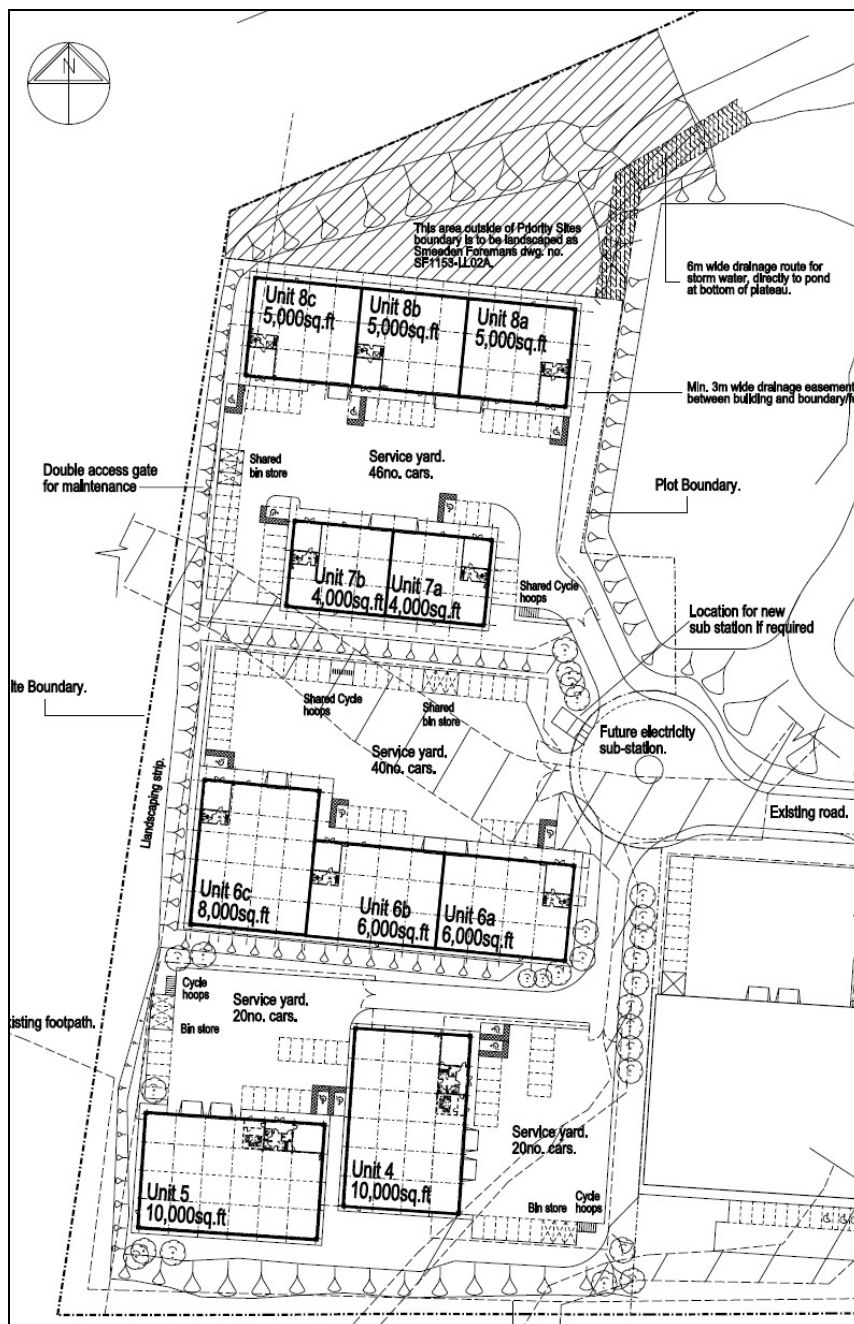 N
This area outside of Priority Sites
boundary is to be landscaped as
Smeeden Foremans dwg. no.
SF1153-LL02A.
6m wide drainage route for
storm water, directly to pond
at bottom of plateau.
Unit 8c
5,000sq.ft
Unit 8b
5,000sq.ft
Unit 8a
5,000sq.ft
Min. 3m wide drainage easement
between building and boundary/fe
Double access gate
for maintenance
Shared
bin store
Service yard.
46no. cars.
Plot Boundary.
Unit 7b
4,000sq.ft
Unit 7a
4,000sq.ft
Shared Cycle
hoops
Location for new
sub station if required
ite Boundary.
Shared Cycle
hoops
Shared
bin store
Service yard.
40no. cars.
Future electricity
sub-station.
Existing road.
Llandscaping strip.
Unit 6c
8,000sq.ft
Unit 6b
6,000sq.ft
Unit 6a
6,000sq.ft
Cycle
hoops
Bin store
Service yard.
20no. cars.
xisting footpath.
Unit 5
10,000sq.ft
Unit 4
10,000sq.ft
Service yard.
20no. cars.
Bin store
Cycle
hoops